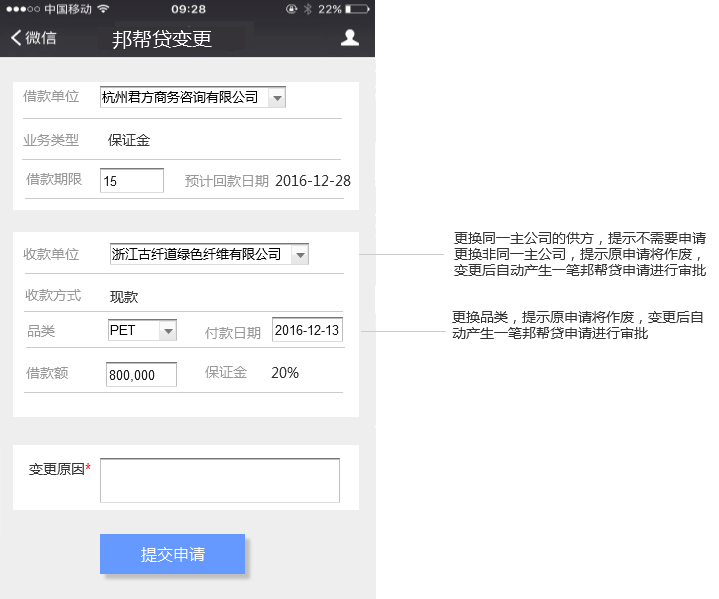 中国移动 09:28 22%
微信 邦帮贷变更
借款单位 杭州君方商务咨询有限公司
业务类型 保证金
借款期限 15 预计回款日期 2016-12-28
收款单位 浙江古纤道绿色纤维有限公司
收款方式 现款
品类 PET 付款日期 2016-12-13
借款额 800,000 保证金 20%
变更原因*
提交申请
更换同一主公司的供方，提示不需要申请
更换非同一主公司，提示原申请将作废，
变更后自动产生一笔邦帮贷申请进行审批
更换品类，提示原申请将作废，变更后自
动产生一笔邦帮贷申请进行审批